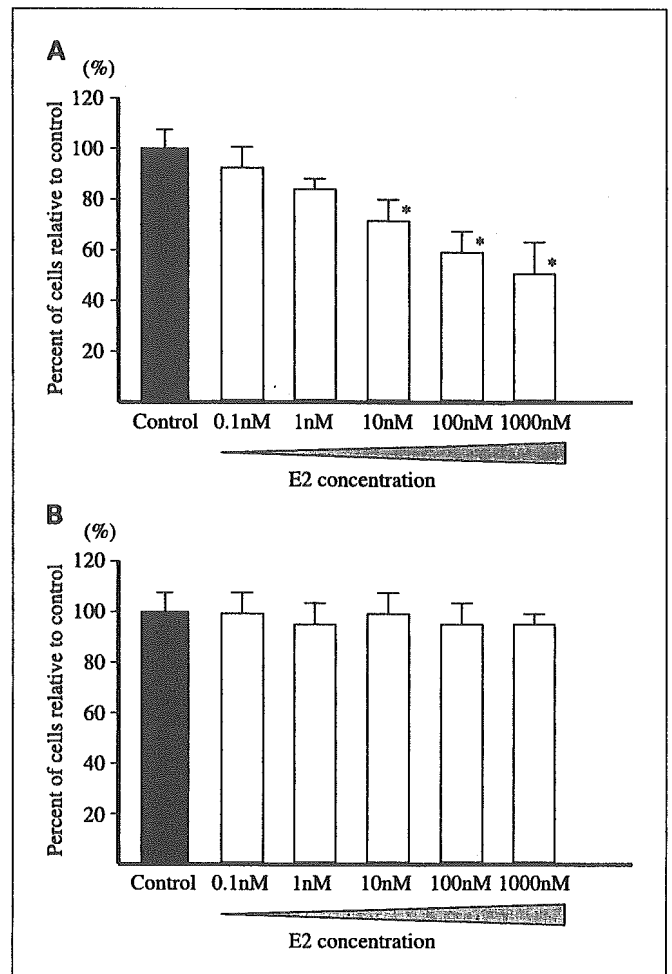 A
(%)
Percent of cells relative to control
120
100
80
60
40
20
*
*
*
Control 0.1nM 1nM 10nM 100nM 1000nM
E2 concentration
B
(%)
Percent of cells relative to control
120
100
80
60
40
20
Control 0.1nM 1nM 10nM 100nM 1000nM
E2 concentration